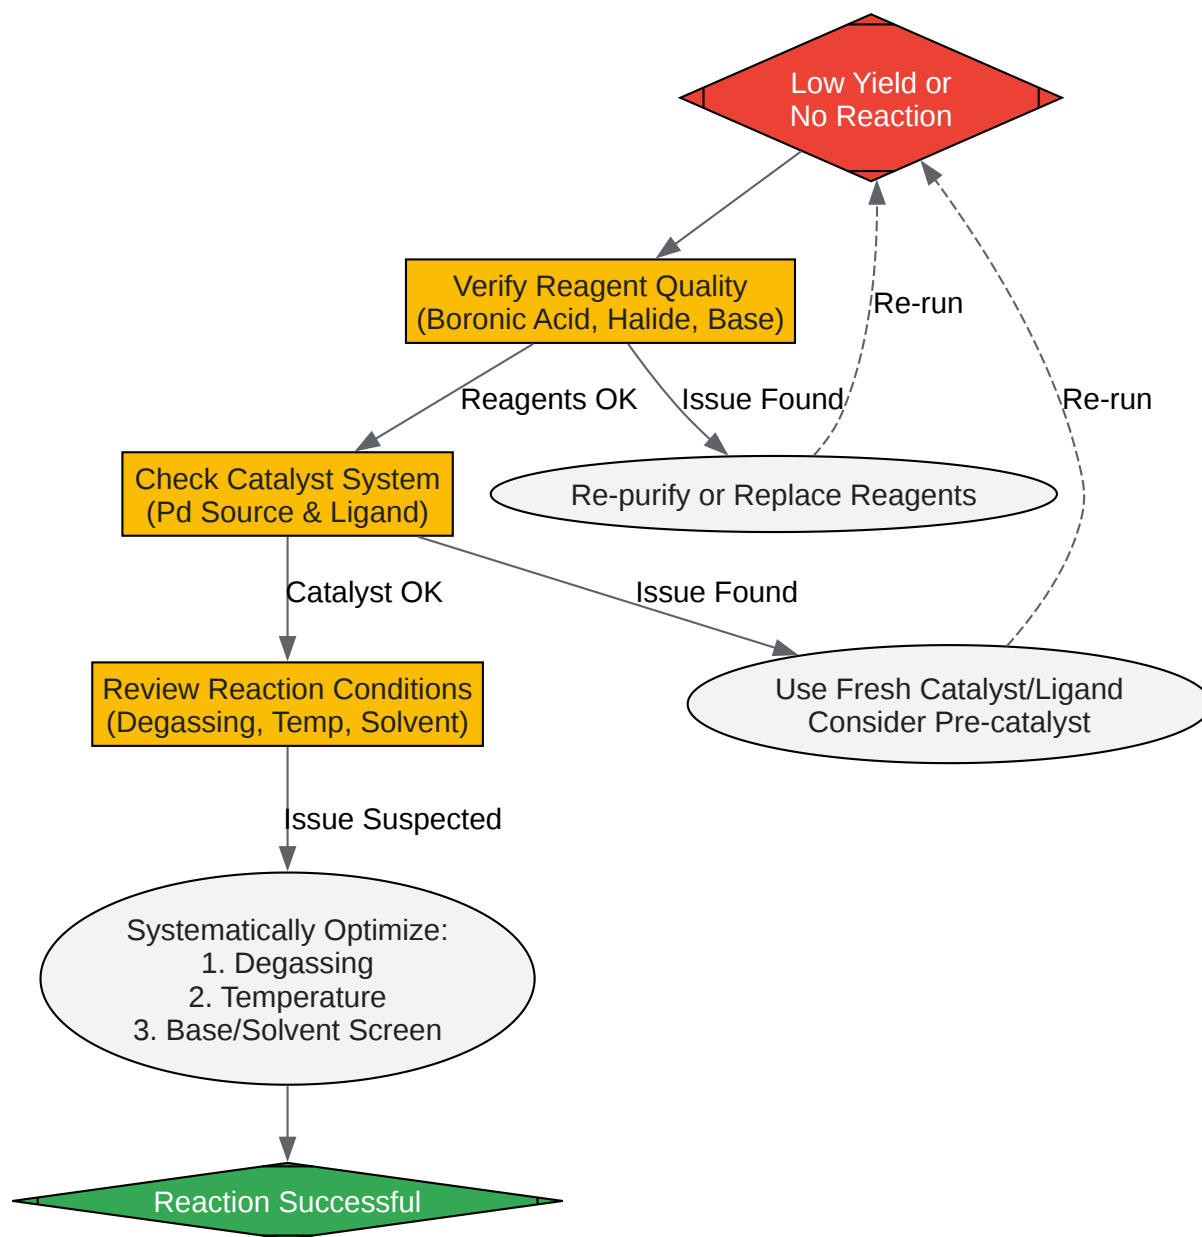 Low Yield or
No Reaction
Verify Reagent Quality
(Boronic Acid, Halide, Base)
Re-run
Reagents OK
Issue Found
Re-run
Check Catalyst System
(Pd Source & Ligand)
Re-purify or Replace Reagents
Catalyst OK
Issue Found
Review Reaction Conditions
(Degassing, Temp, Solvent)
Use Fresh Catalyst/Ligand
Consider Pre-catalyst
Issue Suspected
Systematically Optimize:
1. Degassing
2. Temperature
3. Base/Solvent Screen
Reaction Successful